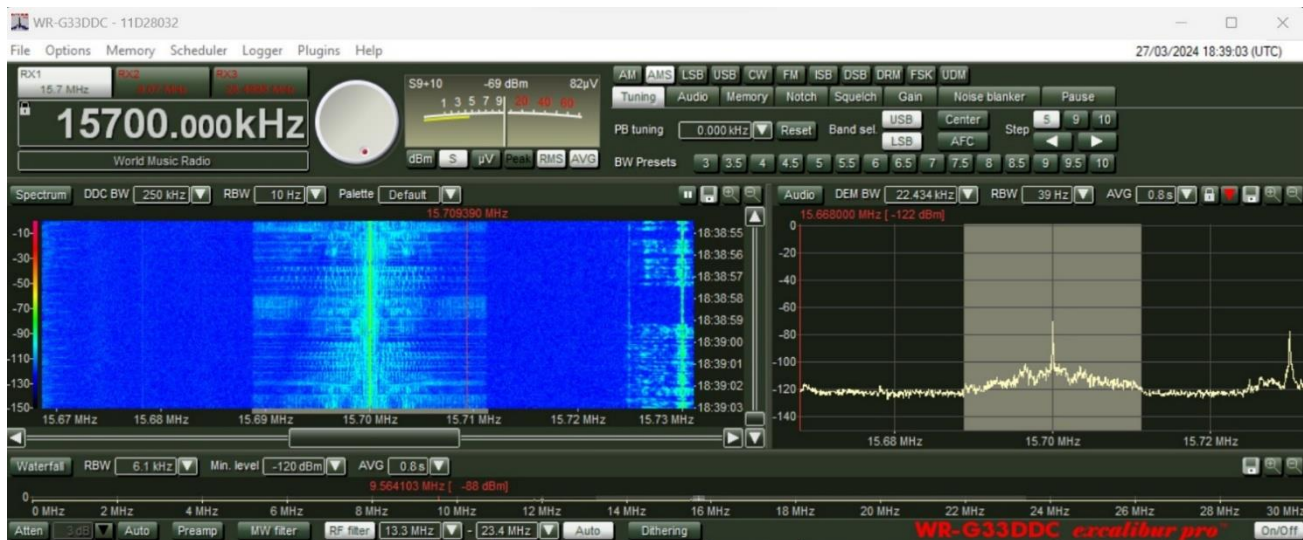 WR-G33DDC - 11D28032
File Options Memory Scheduler Logger Plugins Help 27/03/2024 18:39:03 (UTC)
RX1 RX2 RX3
15.7 MHz
15700.000kHz
World Music Radio
S9+10 -69 dBm 82µV
1 3 5 7 9 20 40 60
dBm S µV Peak RMS AVG
AM AMS LSB USB CW FM ISB DSB DRM FSK UDM
Tuning Audio Memory Notch Squelch Gain Noise blanker Pause
PB tuning 0.000 kHz Reset Band sel. USB LSB Center AFC Step 5 9 10
BW Presets 3 3.5 4 4.5 5 5.5 6 6.5 7 7.5 8 8.5 9 9.5 10
Spectrum DDC BW 250 kHz RBW 10 Hz Palette Default
15.709390 MHz
-10
-30
-50
-70
-90
-110
-130
-150
-18:38:55
-18:38:56
-18:38:57
-18:38:58
-18:38:59
-18:39:00
-18:39:01
-18:39:02
-18:39:03
15.67 MHz 15.68 MHz 15.69 MHz 15.70 MHz 15.71 MHz 15.72 MHz 15.73 MHz
Audio DEM BW 22.434 kHz RBW 39 Hz AVG 0.8 s
15.668000 MHz [ -122 dBm]
0
-20
-40
-60
-80
-100
-120
-140
15.68 MHz 15.70 MHz 15.72 MHz
Waterfall RBW 6.1 kHz Min. level -120 dBm AVG 0.8 s
9.564103 MHz [ -88 dBm]
0
0 MHz 2 MHz 4 MHz 6 MHz 8 MHz 10 MHz 12 MHz 14 MHz 16 MHz 18 MHz 20 MHz 22 MHz 24 MHz 26 MHz 28 MHz 30 MHz
Atten 3 dB Auto Preamp MW filter RF filter 13.3 MHz - 23.4 MHz Auto Dithering WR-G33DDC excalibur pro™ On/Off